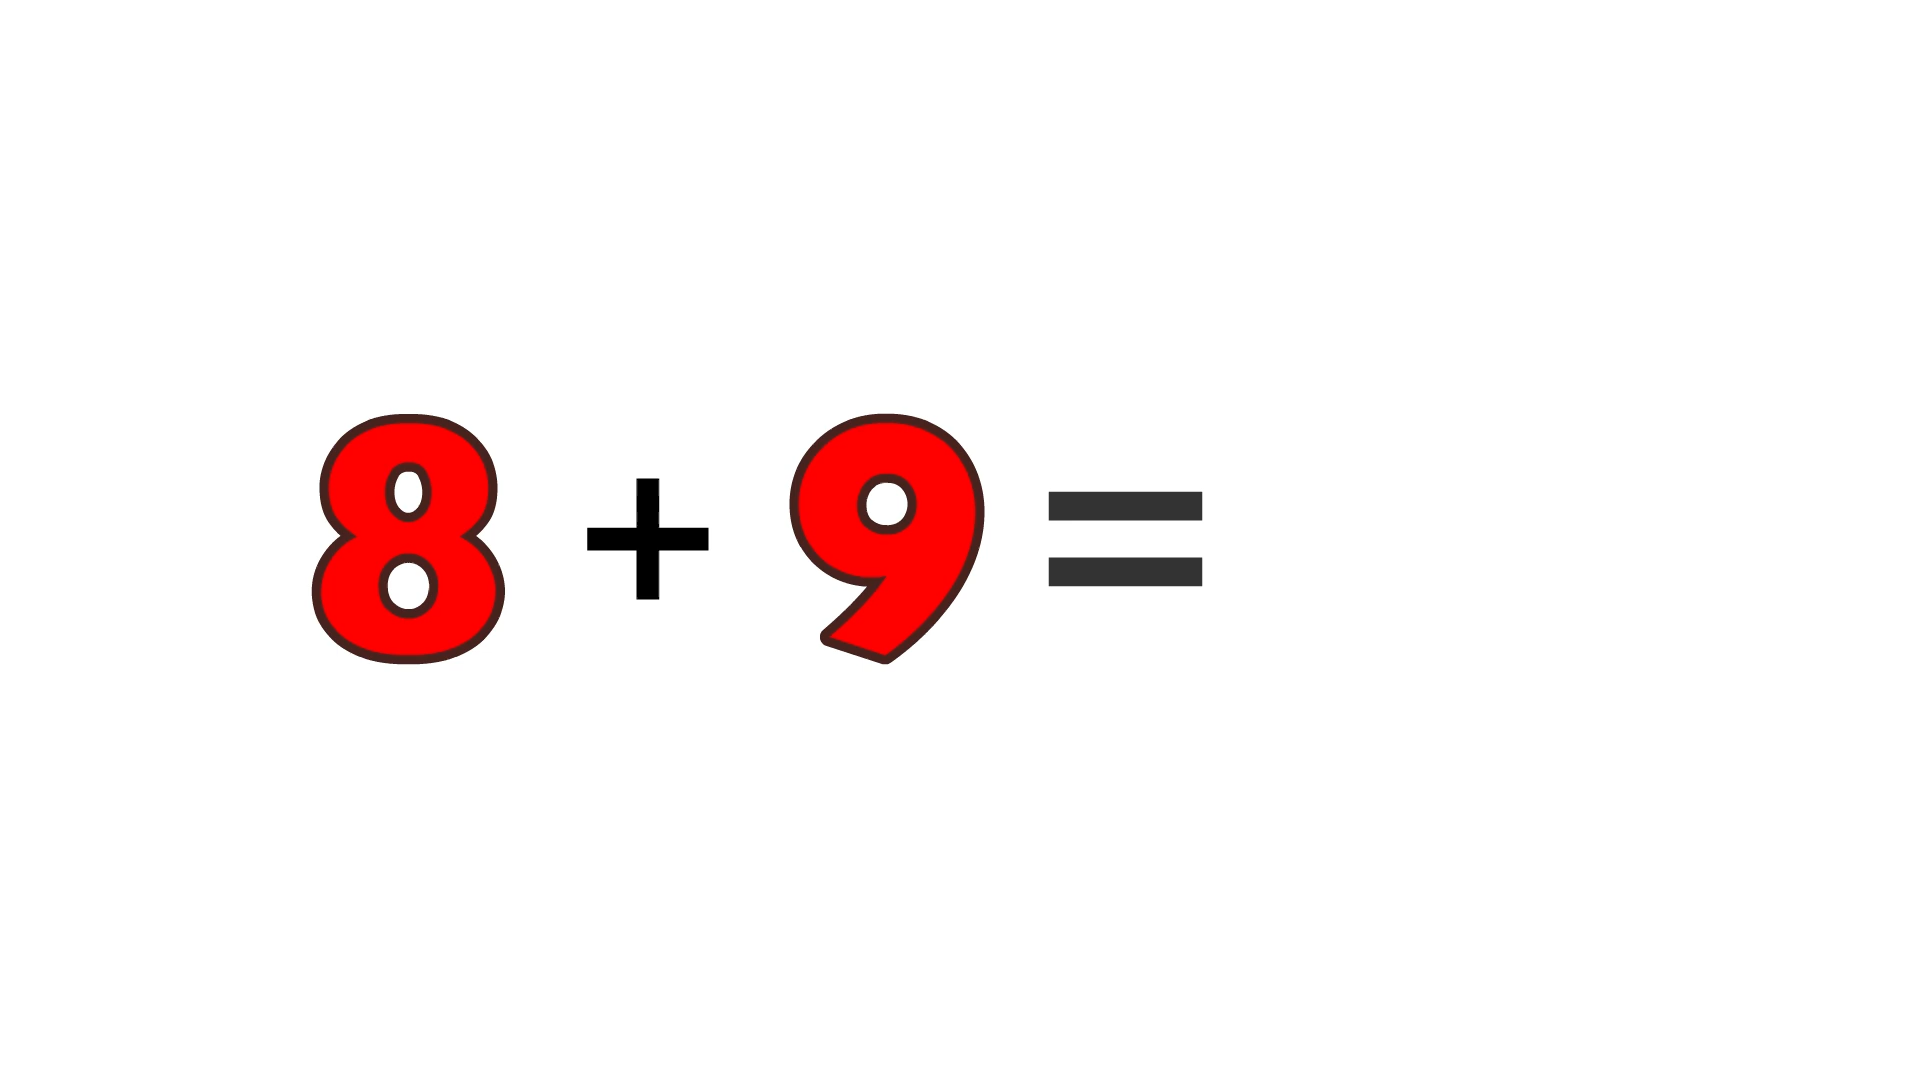 8 + 9 =